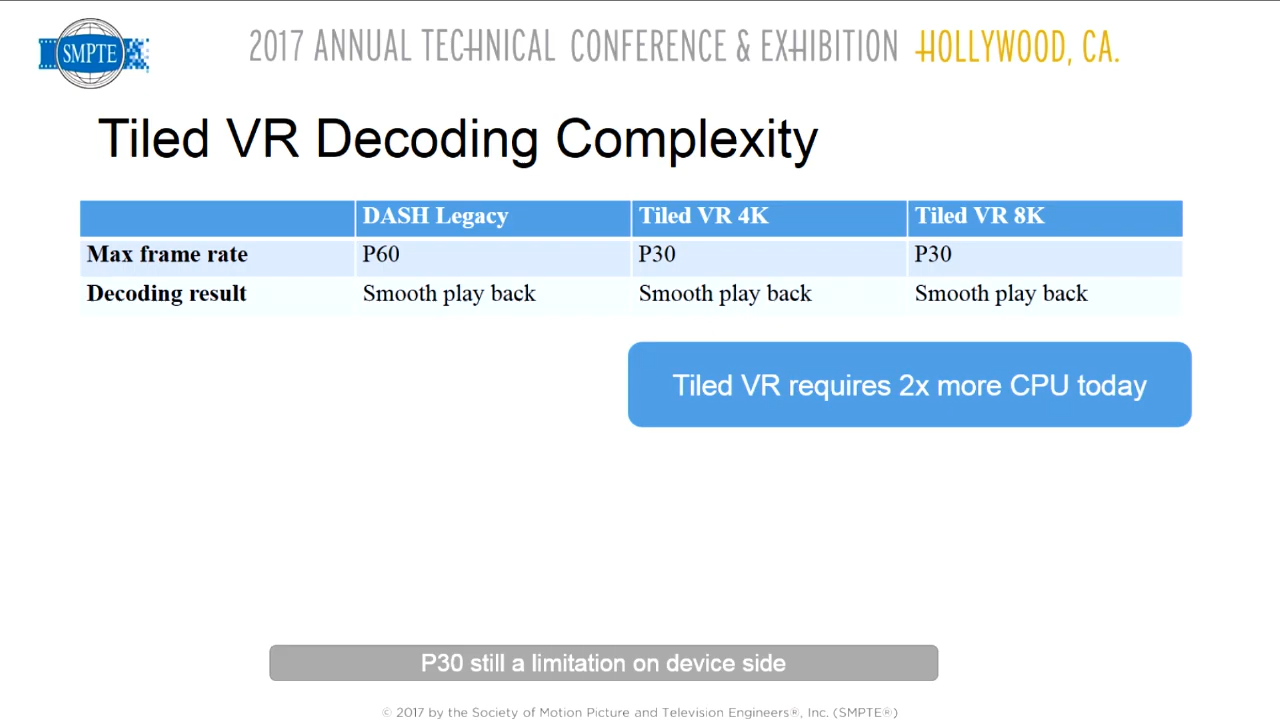 SMPTE
2017 ANNUAL TECHNICAL CONFERENCE & EXHIBITION HOLLYWOOD, CA.
Tiled VR Decoding Complexity
DASH Legacy Tiled VR 4K Tiled VR 8K
Max frame rate P60 P30 P30
Decoding result Smooth play back Smooth play back Smooth play back
Tiled VR requires 2x more CPU today
P30 still a limitation on device side
© 2017 by the Society of Motion Picture and Television Engineers®, Inc. (SMPTE®)